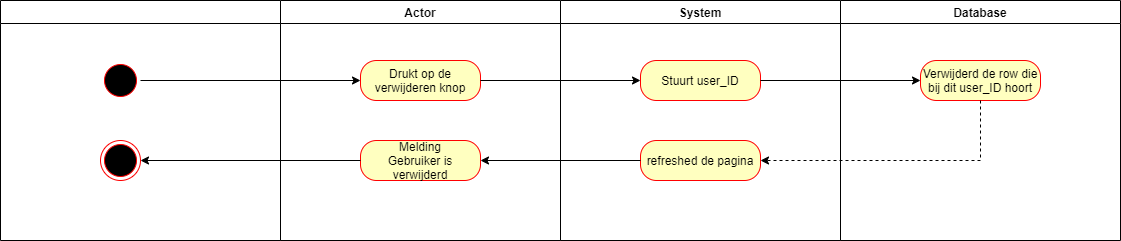 Actor
System
Database
Drukt op de
verwijderen knop
Stuurt user_ID
Verwijderd de row die
bij dit user_ID hoort
Melding
Gebruiker is
verwijderd
refreshed de pagina